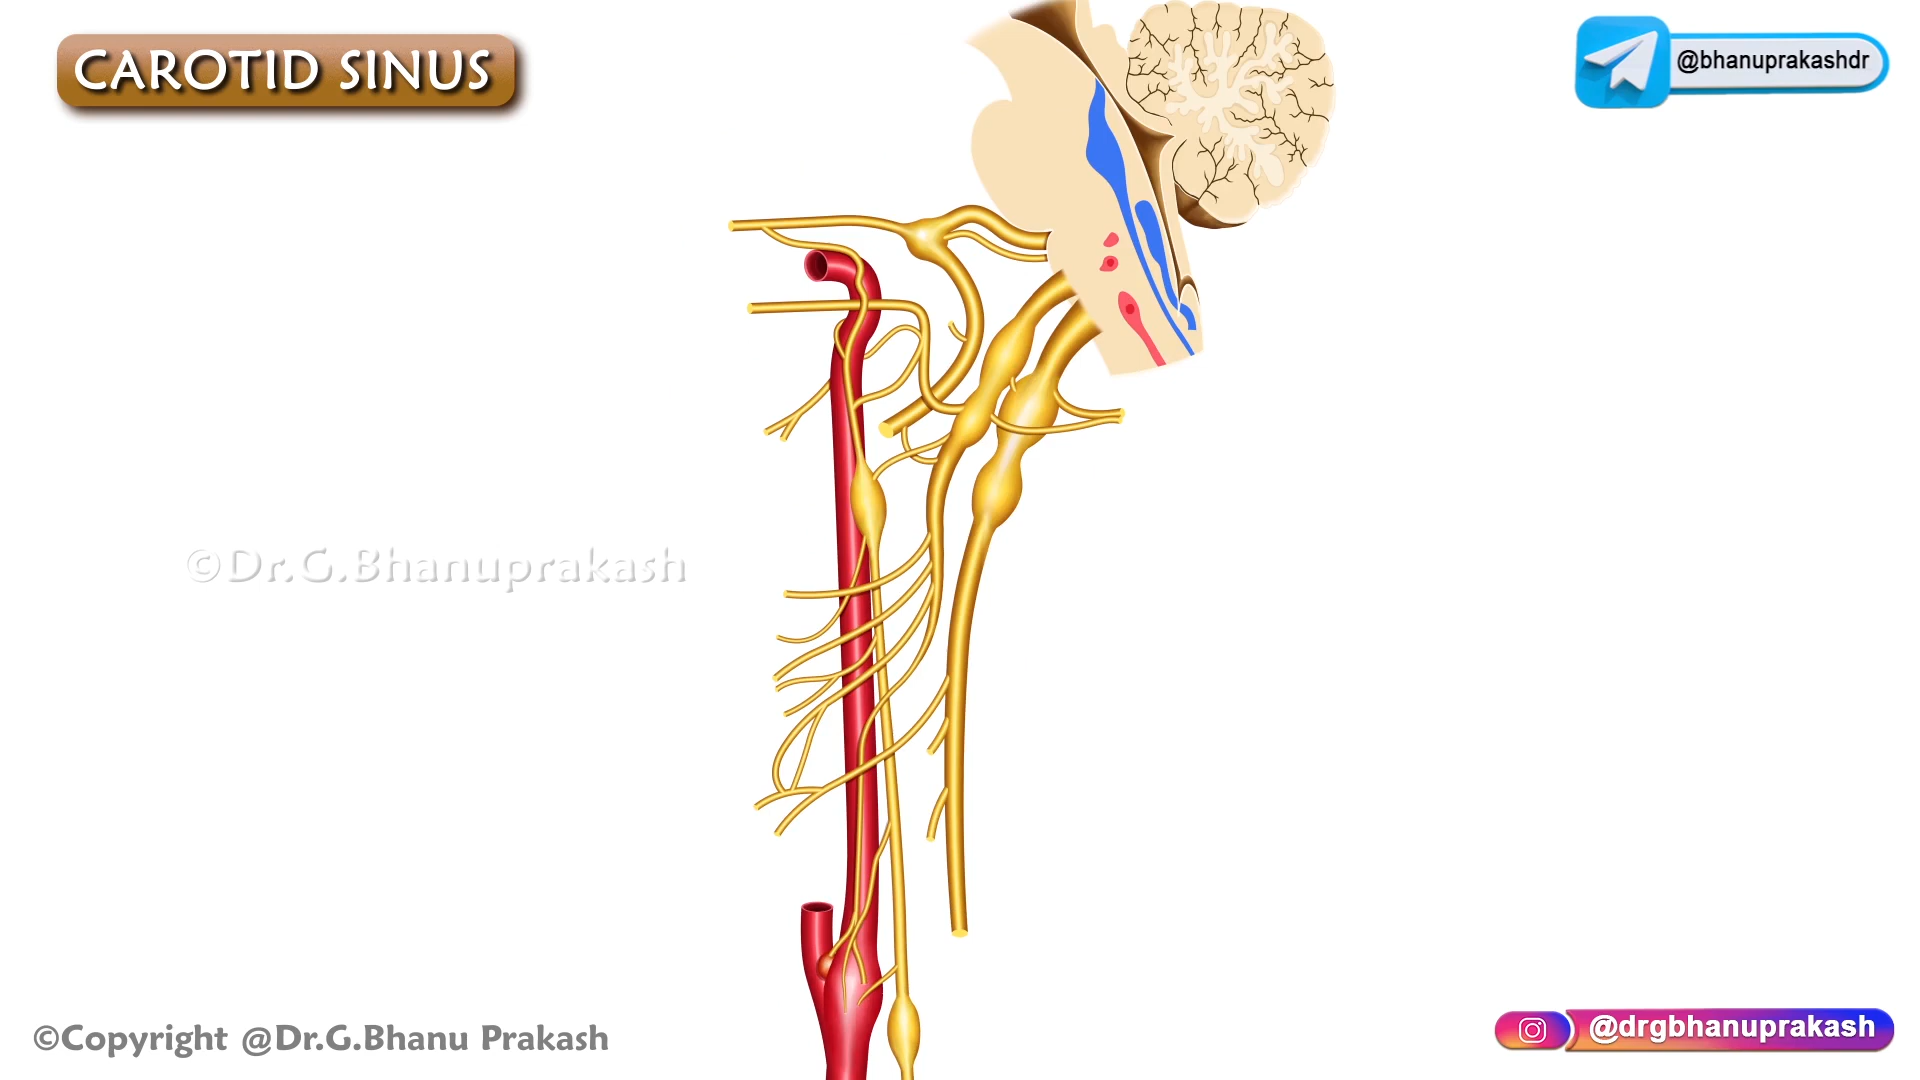 CAROTID SINUS
@bhanuprakashdr
©Dr.G.Bhanuprakash
©Copyright @Dr.G.Bhanu Prakash
@drgbhanuprakash